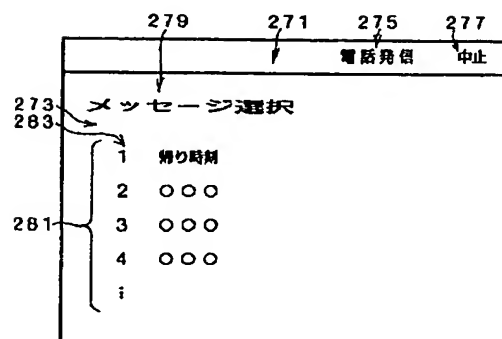 279 271 275 277
電話発信 中止
273 メッセージ選択
283
1 帰り時刻
2 ○○○
281 3 ○○○
4 ○○○
i